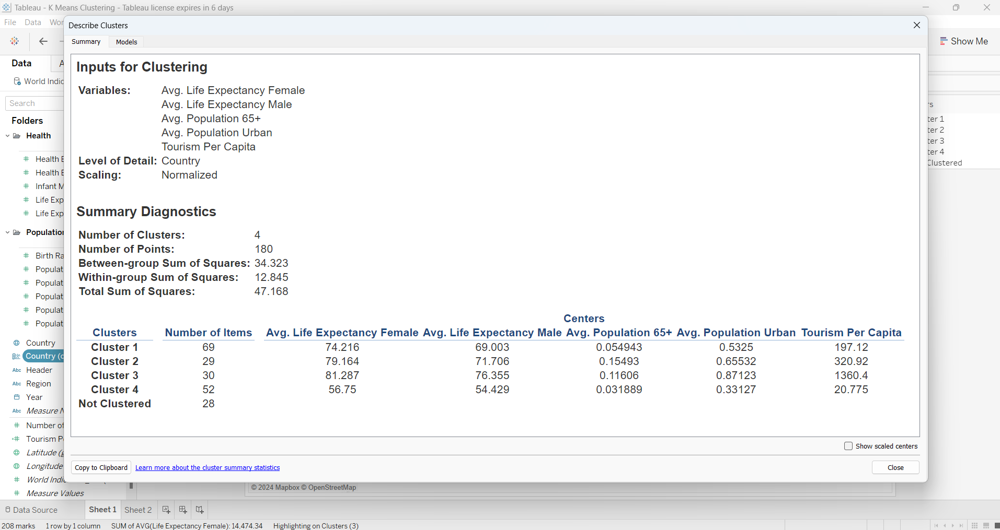 Tableau - K Means Clustering - Tableau license expires in 6 days
File Data Wor
Describe Clusters
Summary Models
Show Me
Data A
World Indic
Search
Folders
Health
Health E
Health E
Infant M
Life Exp
Life Exp
Population
Birth Ra
Populat
Populat
Populat
Populat
Populat
Country
Country (c
Abc Header
Abc Region
Year
Abc Measure N
Number of
Tourism P
Latitude (g
Longitude
World Indic
Measure Values
Inputs for Clustering
Variables: Avg. Life Expectancy Female
Avg. Life Expectancy Male
Avg. Population 65+
Avg. Population Urban
Tourism Per Capita
Level of Detail: Country
Scaling: Normalized
Summary Diagnostics
Number of Clusters: 4
Number of Points: 180
Between-group Sum of Squares: 34.323
Within-group Sum of Squares: 12.845
Total Sum of Squares: 47.168
Centers
Clusters Number of Items Avg. Life Expectancy Female Avg. Life Expectancy Male Avg. Population 65+ Avg. Population Urban Tourism Per Capita
Cluster 1 69 74.216 69.003 0.054943 0.5325 197.12
Cluster 2 29 79.164 71.706 0.15493 0.65532 320.92
Cluster 3 30 81.287 76.355 0.11606 0.87123 1360.4
Cluster 4 52 56.75 54.429 0.031889 0.33127 20.775
Not Clustered 28
Show scaled centers
Copy to Clipboard Learn more about the cluster summary statistics Close
rs
ter 1
ter 2
ter 3
ter 4
Clustered
© 2024 Mapbox © OpenStreetMap
Data Source Sheet 1 Sheet 2
208 marks 1 row by 1 column SUM of AVG(Life Expectancy Female): 14,474.34 Highlighting on Clusters (3)